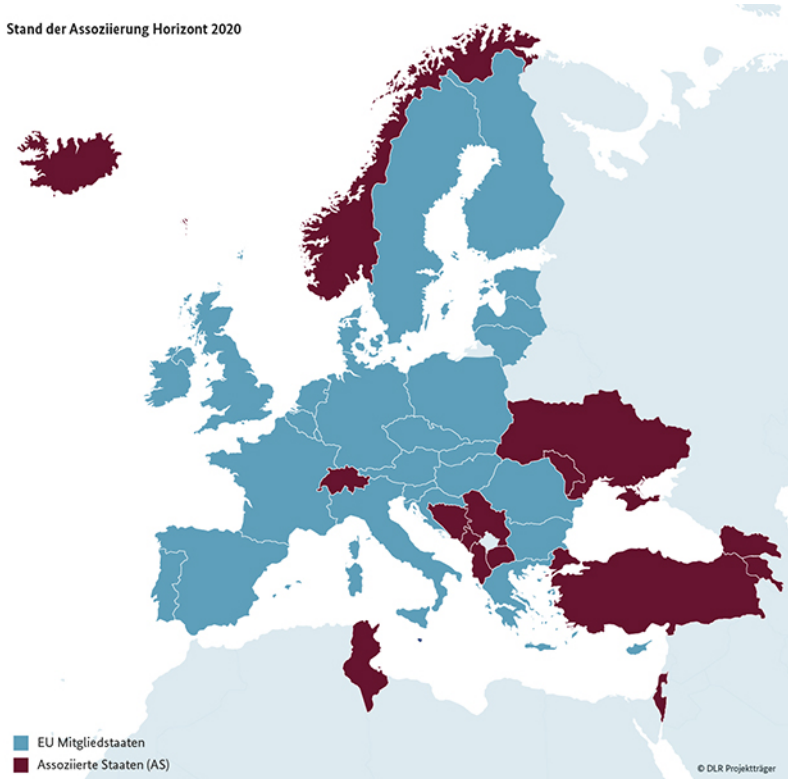 Stand der Assoziierung Horizont 2020
EU Mitgliedstaaten
Assoziierte Staaten (AS)
© DLR Projektträger